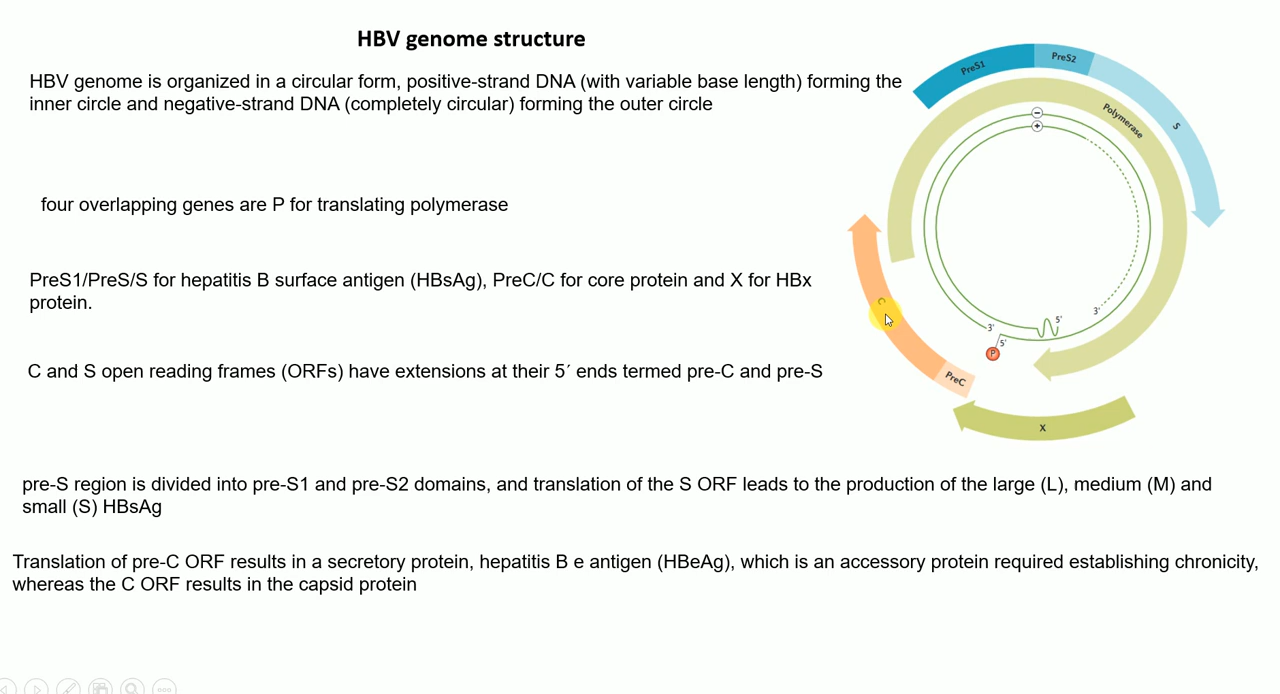 HBV genome structure
HBV genome is organized in a circular form, positive-strand DNA (with variable base length) forming the
inner circle and negative-strand DNA (completely circular) forming the outer circle
four overlapping genes are P for translating polymerase
PreS1/PreS/S for hepatitis B surface antigen (HBsAg), PreC/C for core protein and X for HBx
protein.
C and S open reading frames (ORFs) have extensions at their 5´ ends termed pre-C and pre-S
pre-S region is divided into pre-S1 and pre-S2 domains, and translation of the S ORF leads to the production of the large (L), medium (M) and
small (S) HBsAg
Translation of pre-C ORF results in a secretory protein, hepatitis B e antigen (HBeAg), which is an accessory protein required establishing chronicity,
whereas the C ORF results in the capsid protein
PreS1
PreS2
S
Polymerase
−
+
C
3'
5'
3'
5'
P
PreC
X